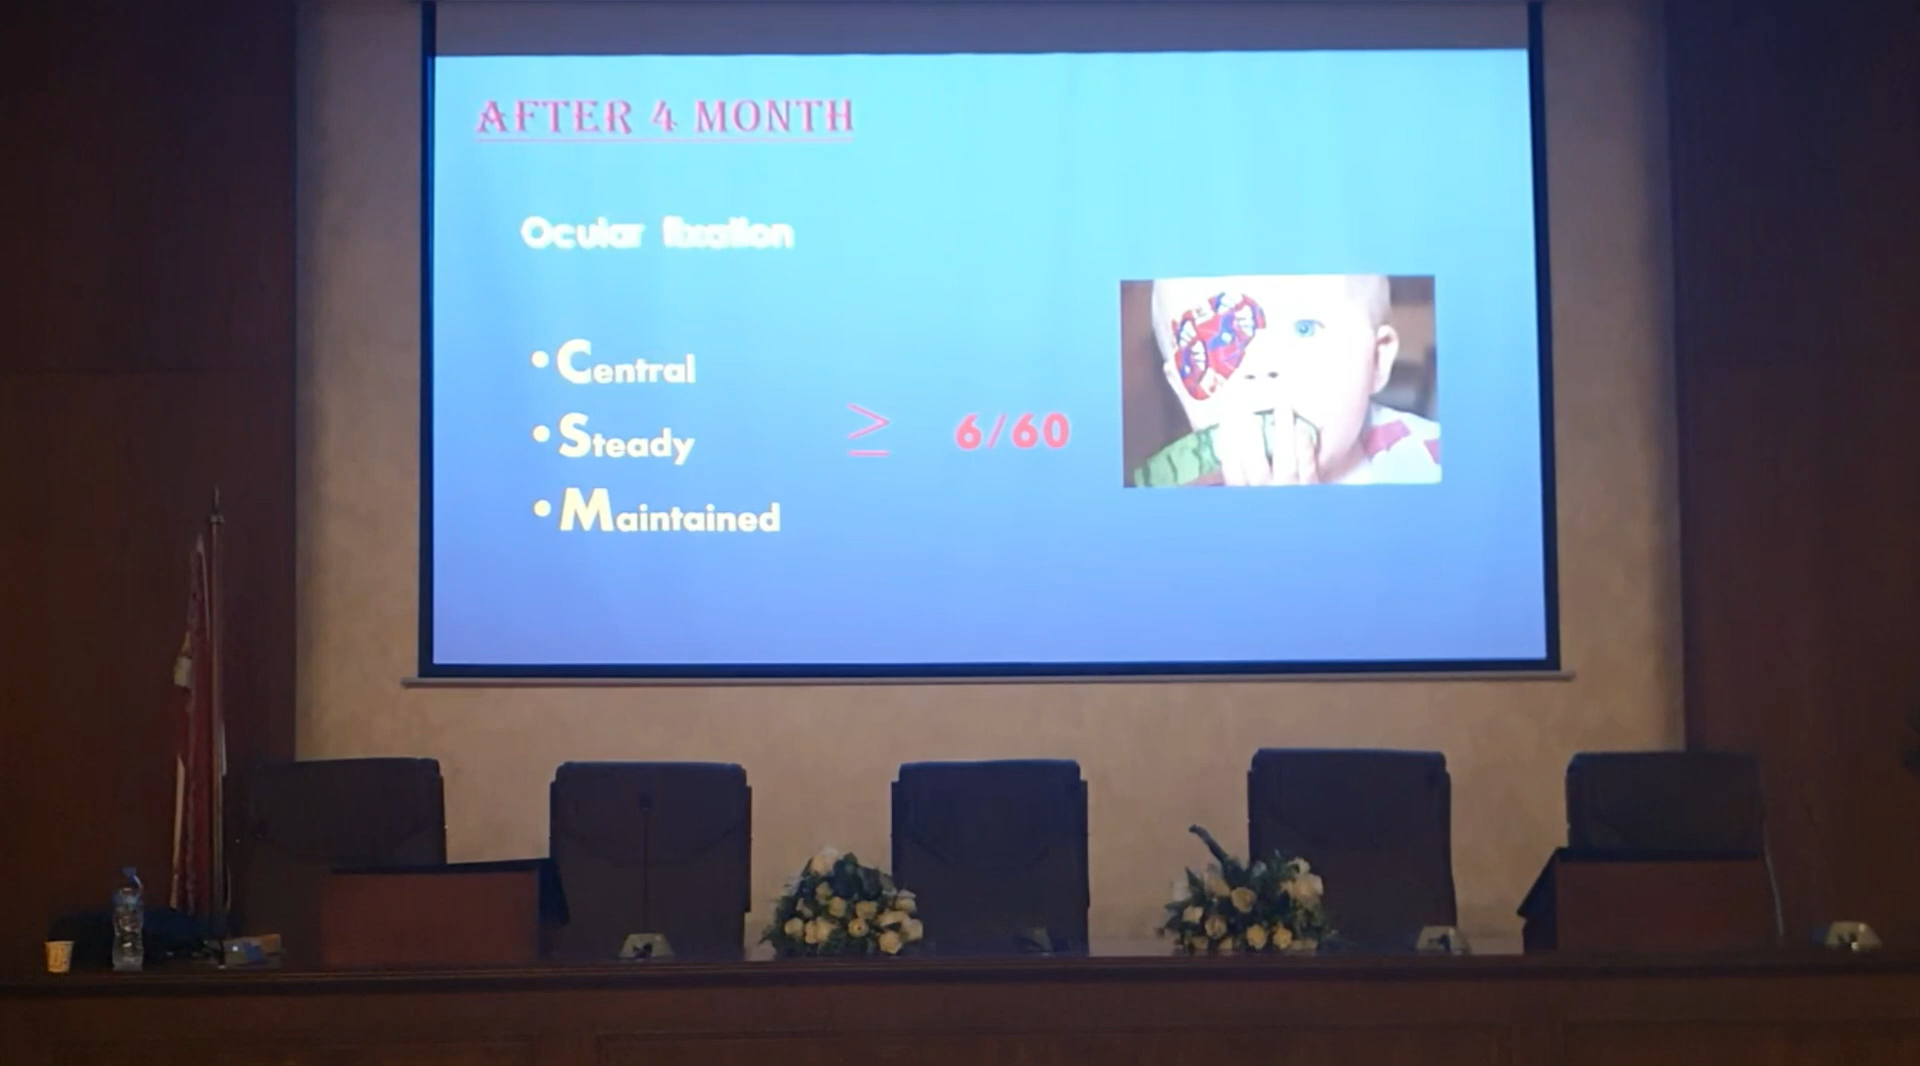 AFTER 4 MONTH
Ocular fixation
• Central
• Steady
≥ 6/60
• Maintained